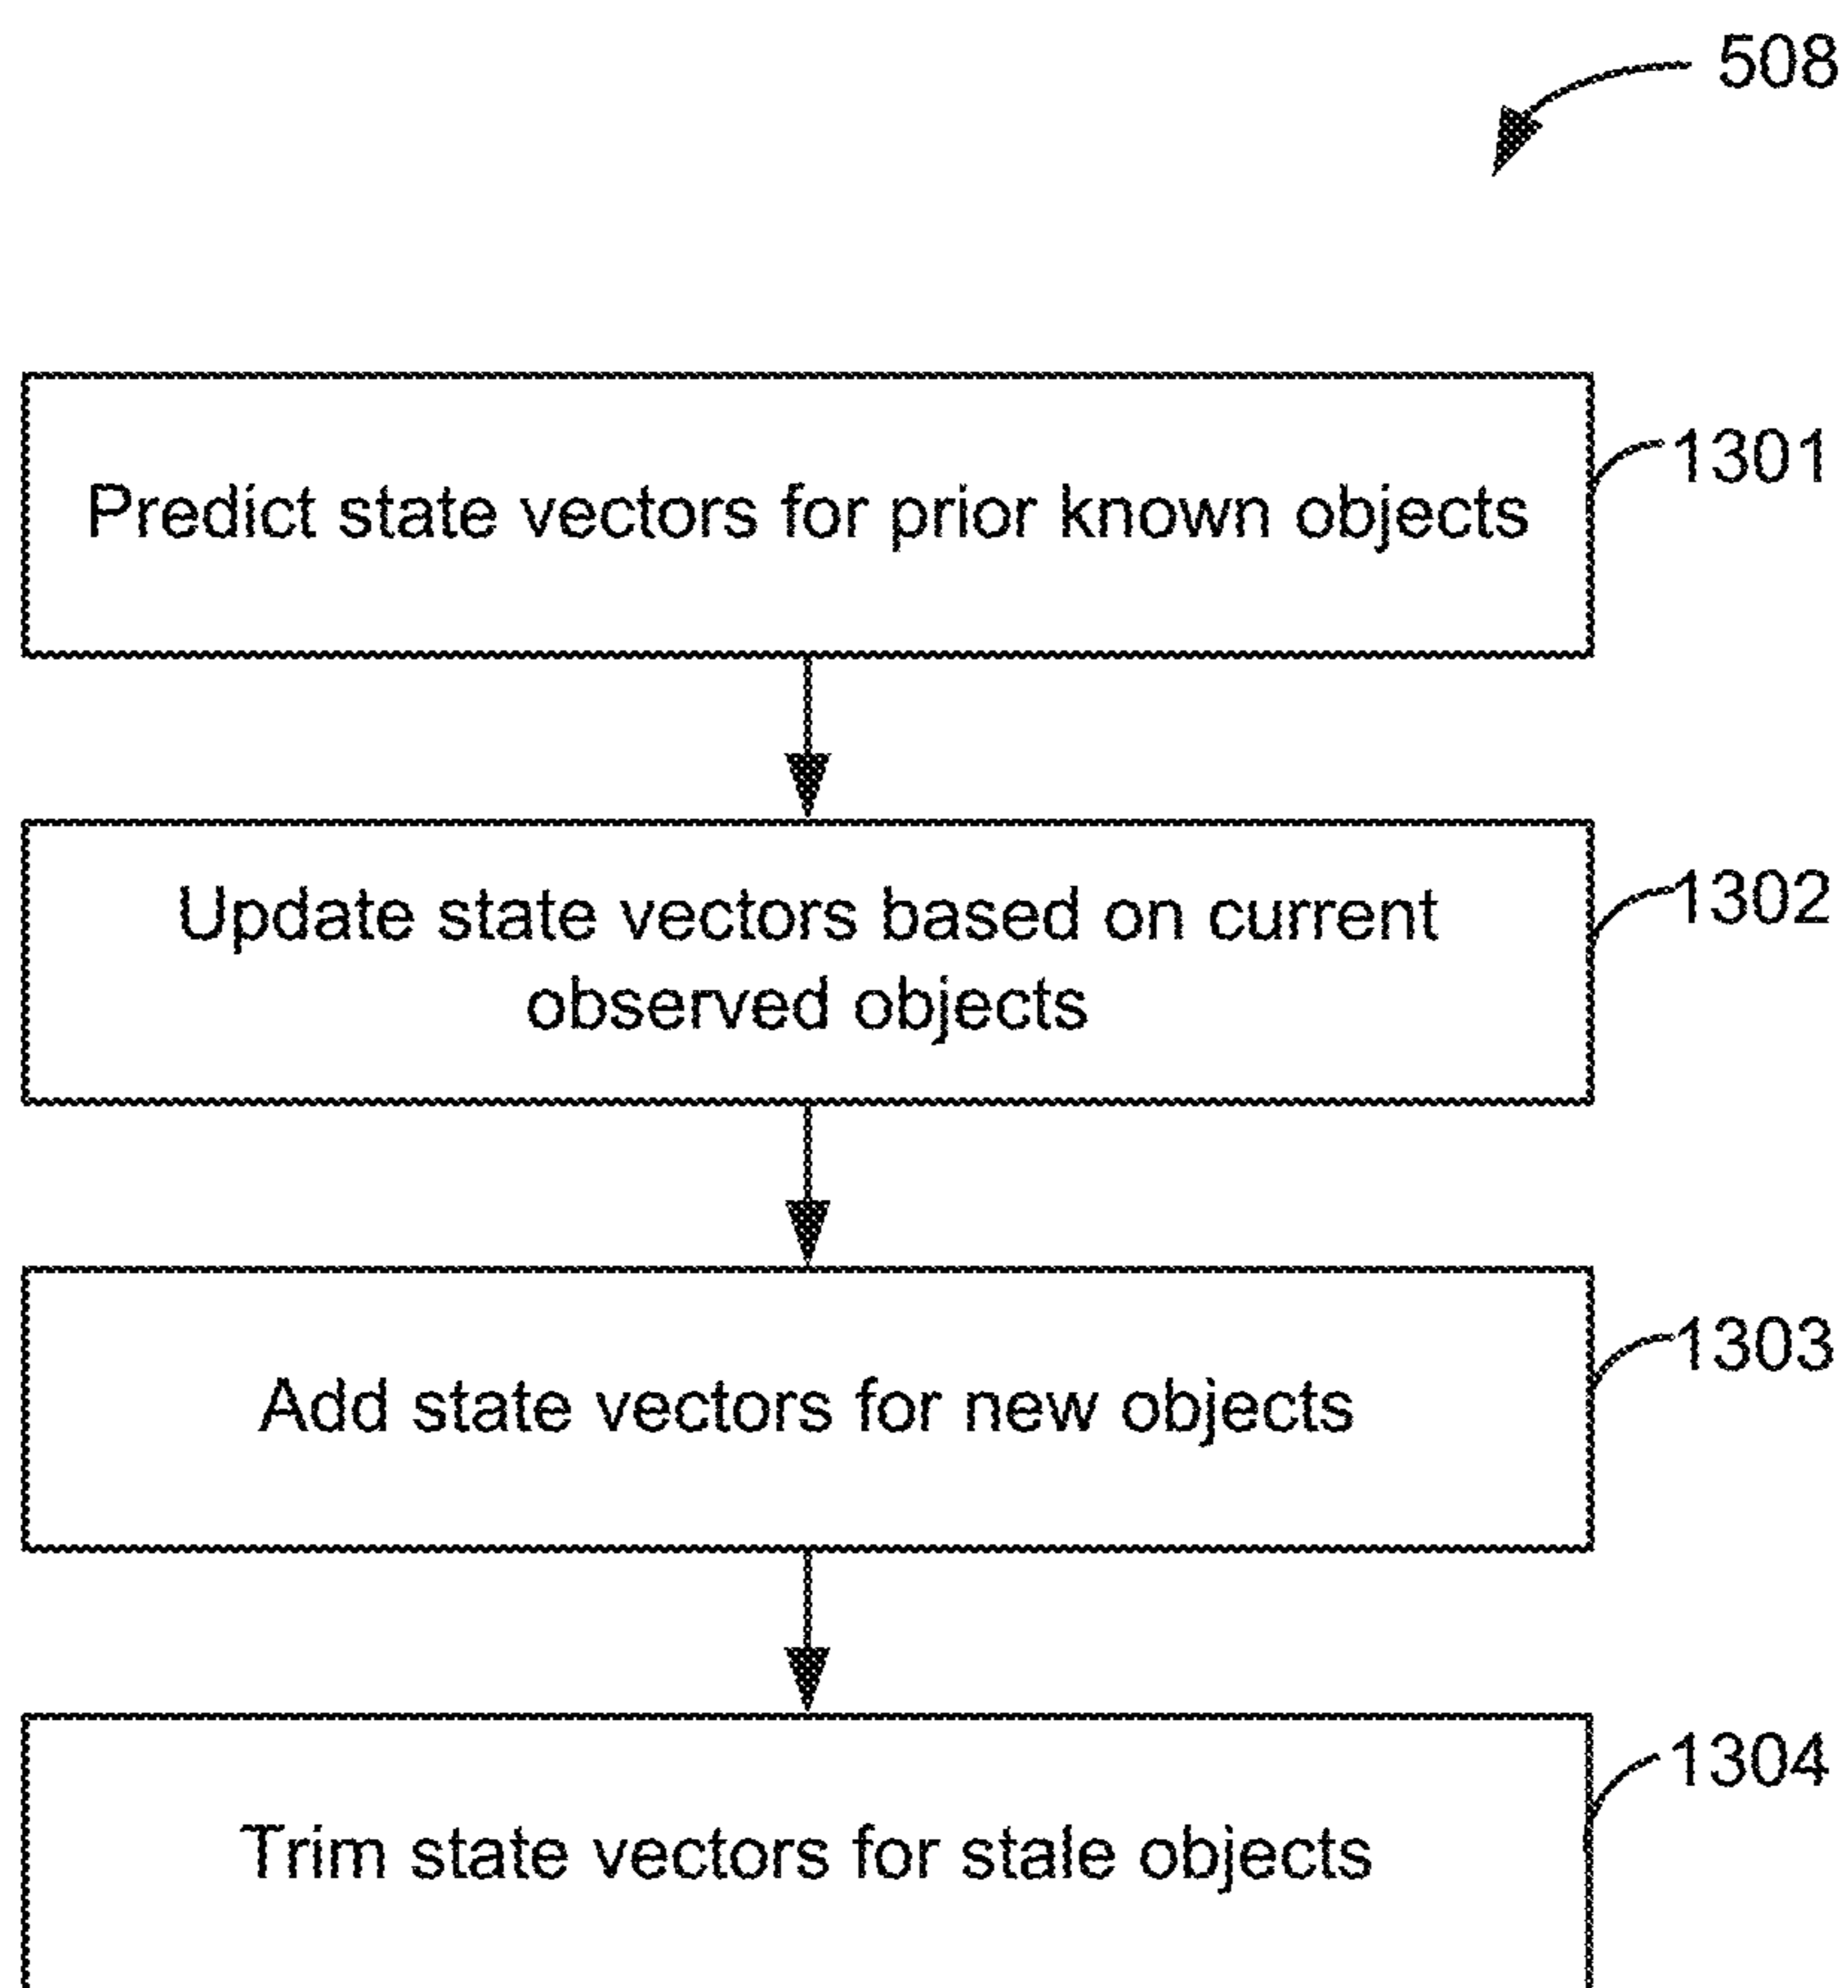 508
Predict state vectors for prior known objects
1301
Update state vectors based on current
observed objects
1302
Add state vectors for new objects
1303
Trim state vectors for stale objects
1304